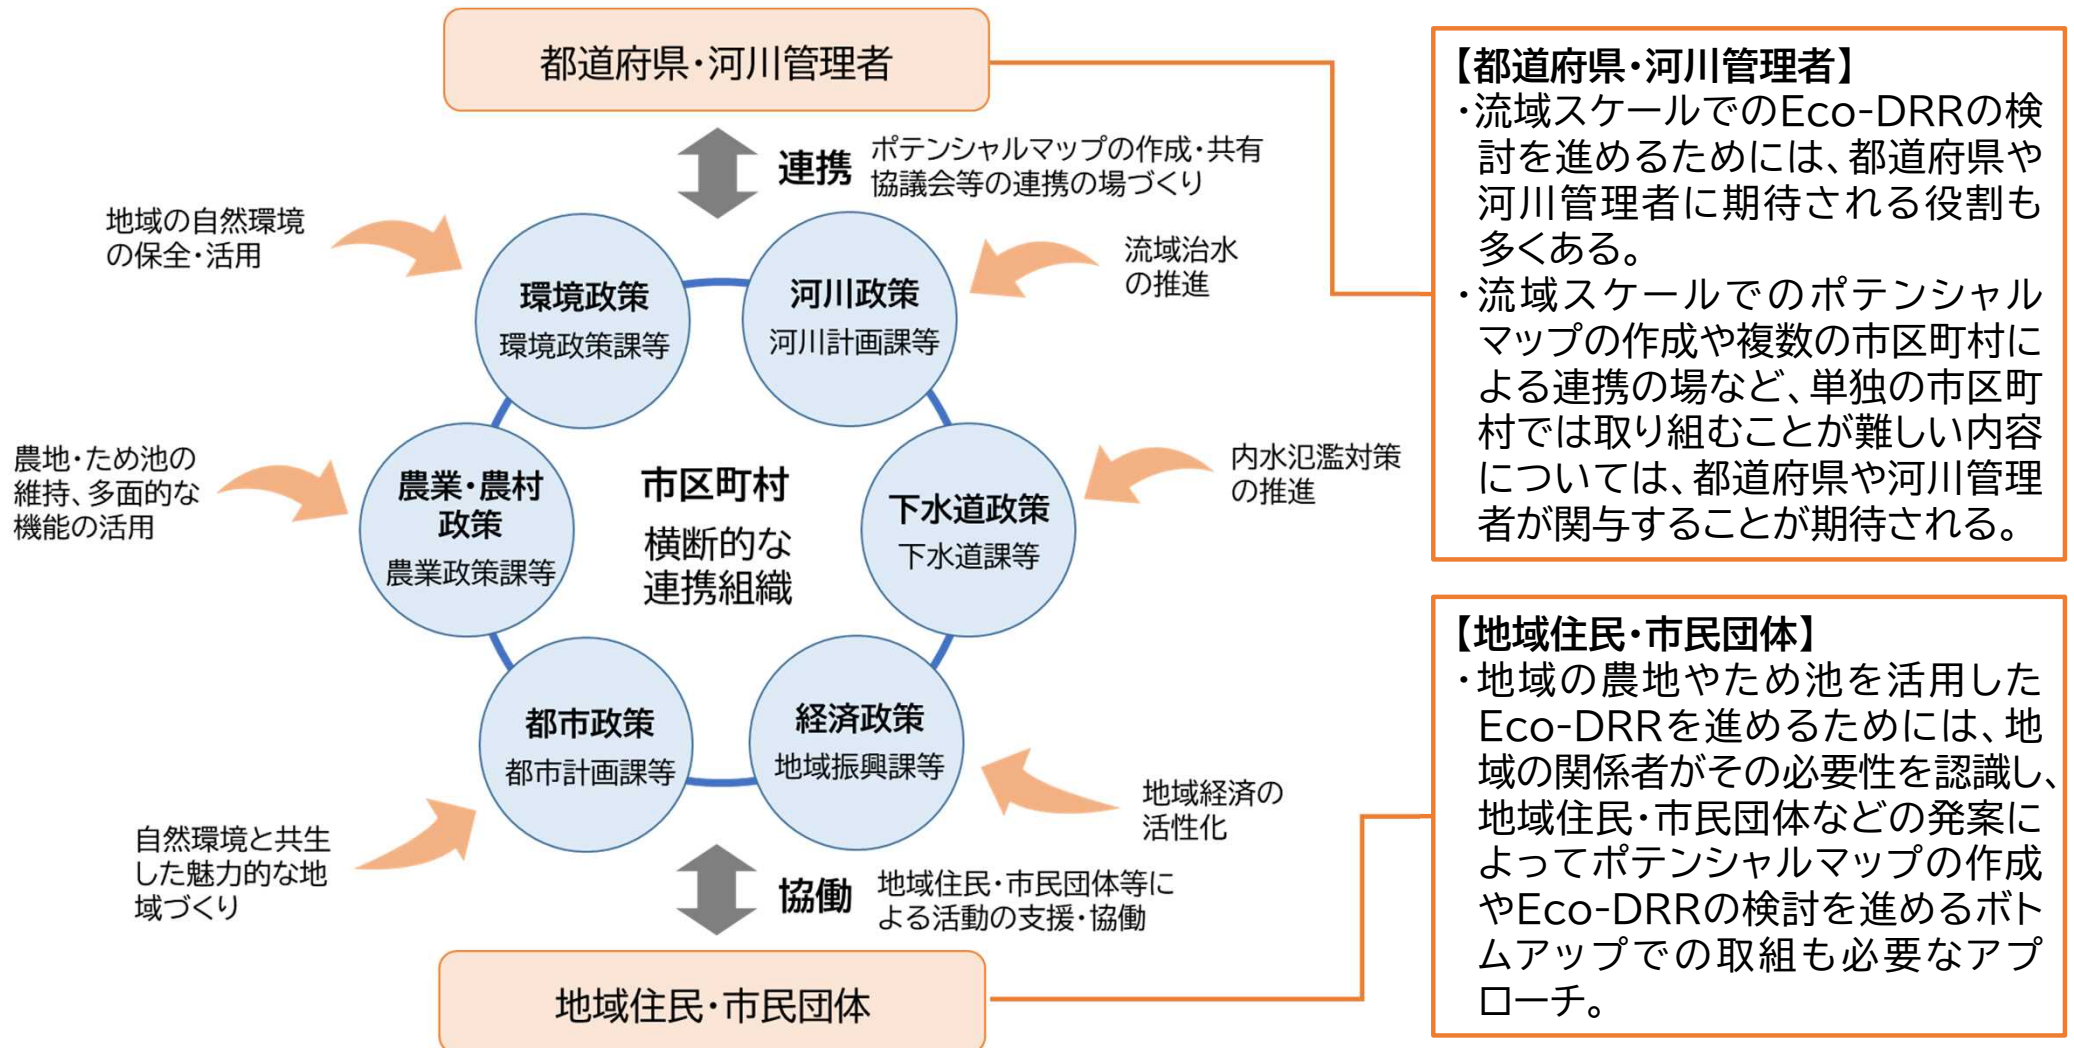 都道府県・河川管理者
連携
ポテンシャルマップの作成・共有
協議会等の連携の場づくり
地域の自然環境
の保全・活用
環境政策
環境政策課等
河川政策
河川計画課等
流域治水
の推進
農地・ため池の
維持、多面的な
機能の活用
農業・農村
政策
農業政策課等
市区町村
横断的な
連携組織
下水道政策
下水道課等
内水氾濫対策
の推進
都市政策
都市計画課等
経済政策
地域振興課等
地域経済の
活性化
自然環境と共生
した魅力的な地
域づくり
協働
地域住民・市民団体等に
よる活動の支援・協働
地域住民・市民団体
【都道府県・河川管理者】
・流域スケールでのEco-DRRの検
討を進めるためには、都道府県や
河川管理者に期待される役割も
多くある。
・流域スケールでのポテンシャル
マップの作成や複数の市区町村に
よる連携の場など、単独の市区町
村では取り組むことが難しい内容
については、都道府県や河川管理
者が関与することが期待される。
【地域住民・市民団体】
・地域の農地やため池を活用した
Eco-DRRを進めるためには、地
域の関係者がその必要性を認識し、
地域住民・市民団体などの発案に
よってポテンシャルマップの作成
やEco-DRRの検討を進めるボト
ムアップでの取組も必要なアプ
ローチ。